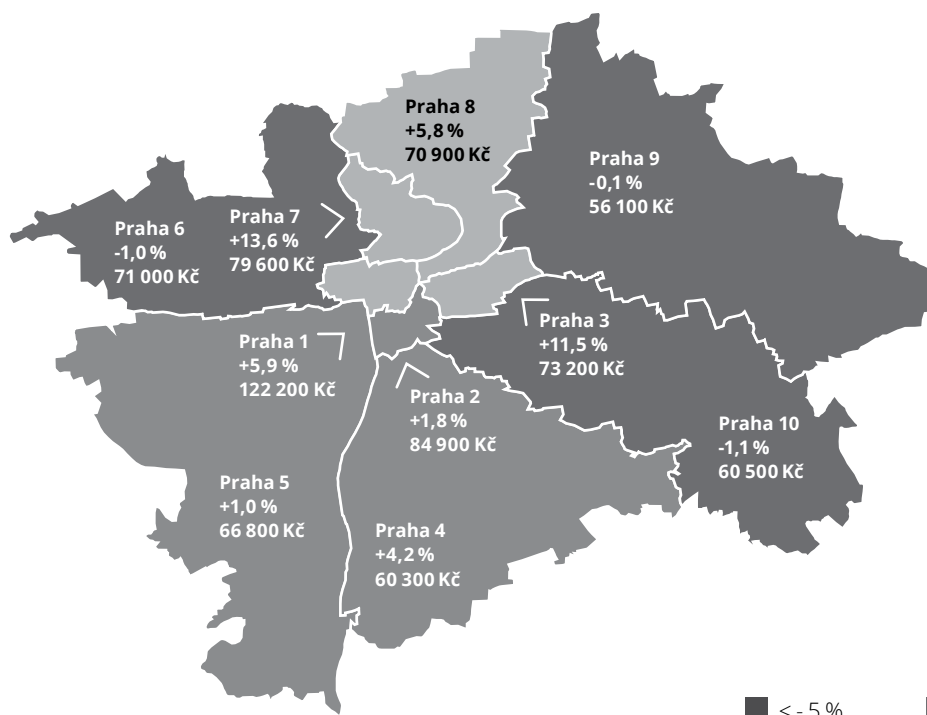 Praha 8
+5,8 %
70 900 Kč
Praha 9
-0,1 %
56 100 Kč
Praha 6
-1,0 %
71 000 Kč
Praha 7
+13,6 %
79 600 Kč
Praha 1
+5,9 %
122 200 Kč
Praha 3
+11,5 %
73 200 Kč
Praha 2
+1,8 %
84 900 Kč
Praha 10
-1,1 %
60 500 Kč
Praha 5
+1,0 %
66 800 Kč
Praha 4
+4,2 %
60 300 Kč
< - 5 %